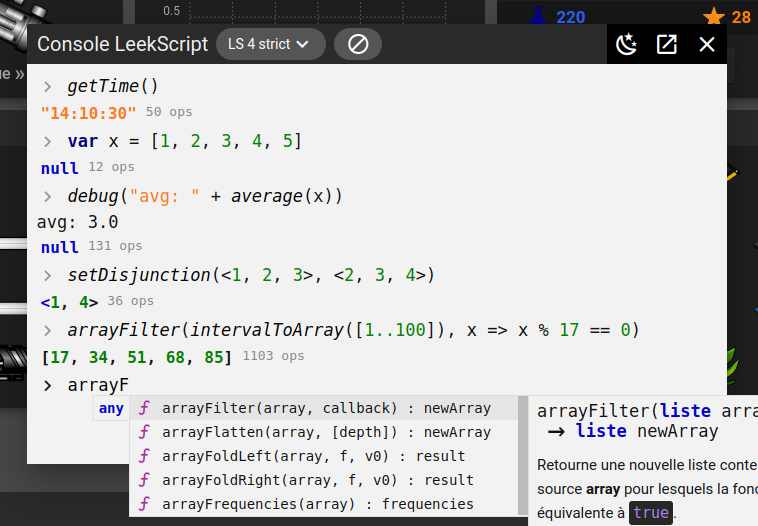 0.5
220
28
Console LeekScript
LS 4 strict
ue »
> getTime()
"14:10:30" 50 ops
> var x = [1, 2, 3, 4, 5]
null 12 ops
> debug("avg: " + average(x))
avg: 3.0
null 131 ops
> setDisjunction(<1, 2, 3>, <2, 3, 4>)
<1, 4> 36 ops
> arrayFilter(intervalToArray([1..100]), x => x % 17 == 0)
[17, 34, 51, 68, 85] 1103 ops
> arrayF
any
arrayFilter(array, callback) : newArray
arrayFlatten(array, [depth]) : newArray
arrayFoldLeft(array, f, v0) : result
arrayFoldRight(array, f, v0) : result
arrayFrequencies(array) : frequencies
arrayFilter(liste arra
→ liste newArray
Retourne une nouvelle liste conte
source array pour lesquels la fonc
équivalente à true.